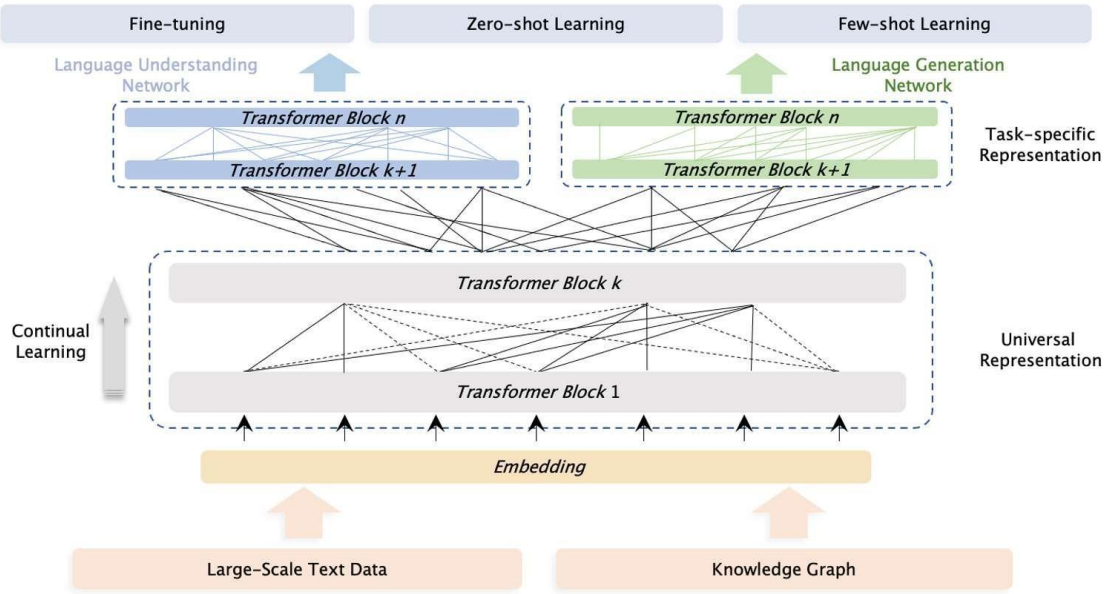 Fine-tuning
Zero-shot Learning
Few-shot Learning
Language Understanding
Network
Language Generation
Network
Transformer Block n
Transformer Block k+1
Transformer Block n
Transformer Block k+1
Task-specific
Representation
Transformer Block k
Transformer Block 1
Continual
Learning
Universal
Representation
Embedding
Large-Scale Text Data
Knowledge Graph